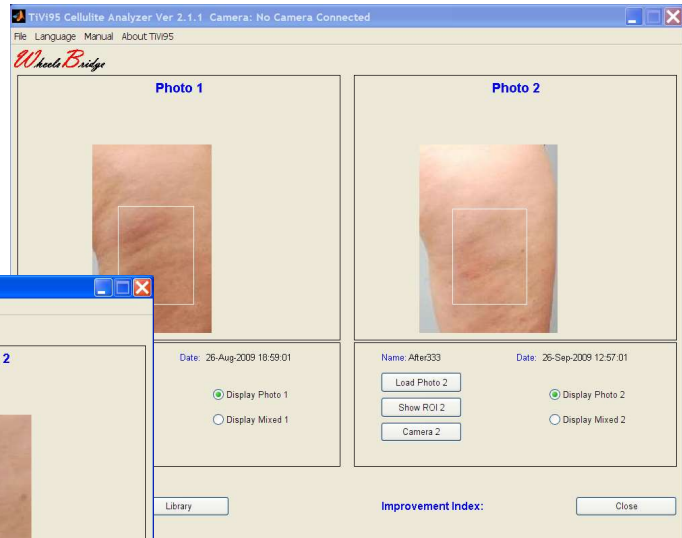 TiVi95 Cellulite Analyzer Ver 2.1.1 Camera: No Camera Connected
File Language Manual About TiVi95
WheelsBridge
Photo 1
Photo 2
2
Date: 26-Aug-2009 18:59:01
Name: After333 Date: 26-Sep-2009 12:57:01
Load Photo 2
Display Photo 1
Display Photo 2
Show ROI 2
Display Mixed 1
Display Mixed 2
Camera 2
Library
Improvement Index:
Close